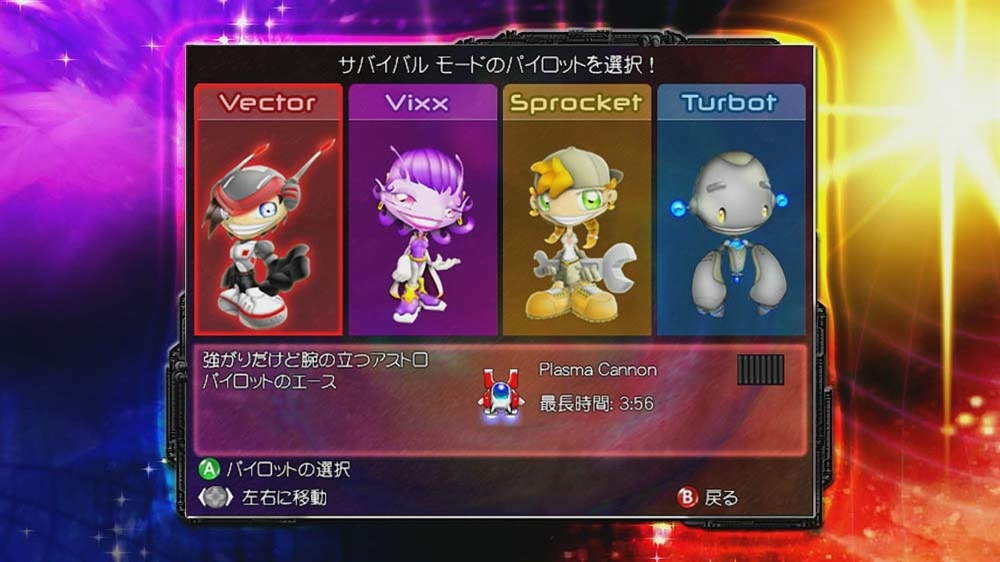 サバイバル モードのパイロットを選択！
Vector
Vixx
Sprocket
Turbot
強がりだけど腕の立つアストロ
パイロットのエース
Plasma Cannon
最長時間: 3:56
A パイロットの選択
左右に移動
B 戻る